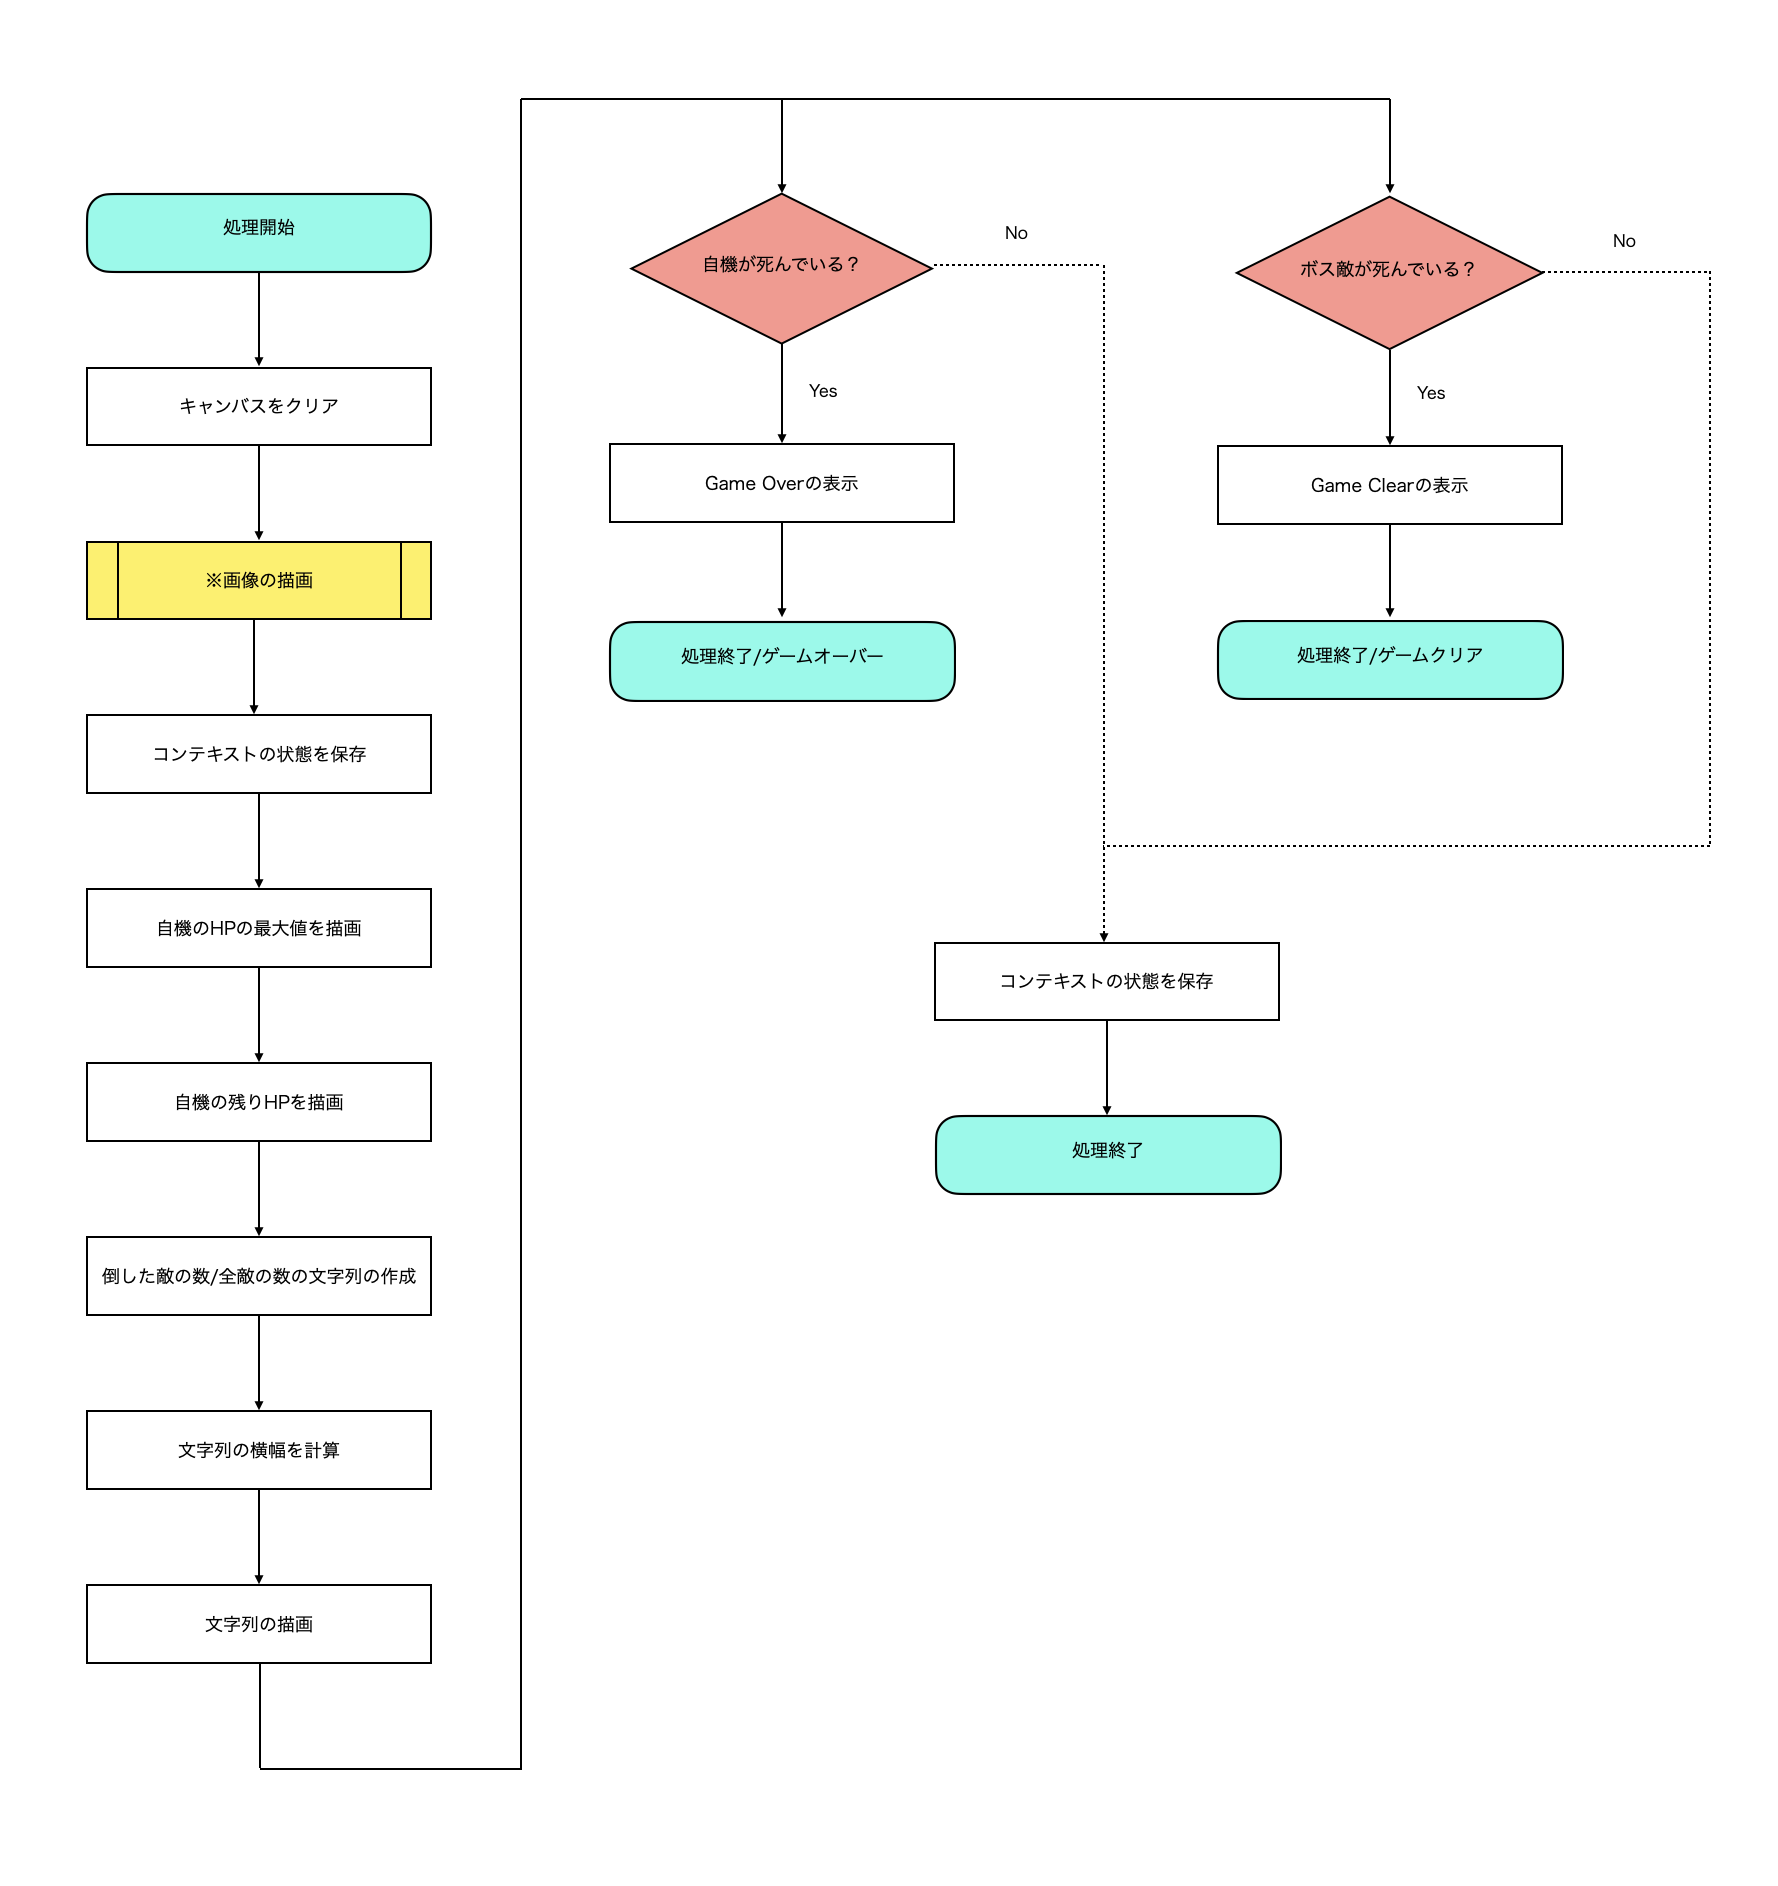 処理開始
キャンバスをクリア
※画像の描画
コンテキストの状態を保存
自機のHPの最大値を描画
自機の残りHPを描画
倒した敵の数/全敵の数の文字列の作成
文字列の横幅を計算
文字列の描画
自機が死んでいる？
No
Yes
Game Overの表示
処理終了/ゲームオーバー
ボス敵が死んでいる？
No
Yes
Game Clearの表示
処理終了/ゲームクリア
コンテキストの状態を保存
処理終了